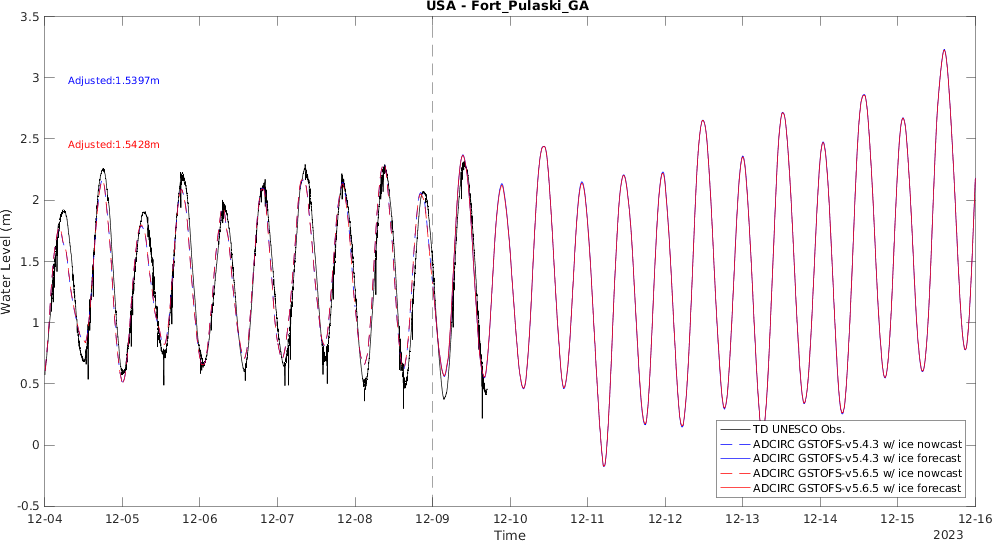 USA - Fort_Pulaski_GA
3.5
3
2.5
2
1.5
1
0.5
0
-0.5
Water Level (m)
Adjusted:1.5397m
Adjusted:1.5428m
TD UNESCO Obs.
ADCIRC GSTOFS-v5.4.3 w/ ice nowcast
ADCIRC GSTOFS-v5.4.3 w/ ice forecast
ADCIRC GSTOFS-v5.6.5 w/ ice nowcast
ADCIRC GSTOFS-v5.6.5 w/ ice forecast
12-04 12-05 12-06 12-07 12-08 12-09 12-10 12-11 12-12 12-13 12-14 12-15 12-16
Time
2023